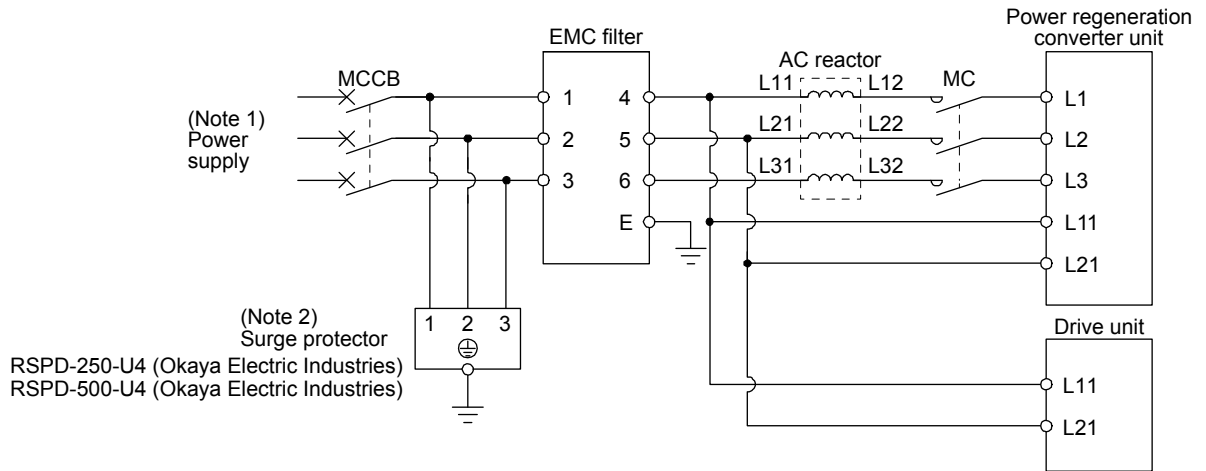 Power regeneration
converter unit
EMC filter
AC reactor
MCCB
L11
L12
MC
(Note 1)
Power
supply
1
4
L1
2
5
L21
L22
L2
3
6
L31
L32
L3
E
L11
L21
(Note 2)
Surge protector
RSPD-250-U4 (Okaya Electric Industries)
RSPD-500-U4 (Okaya Electric Industries)
1 2 3
Drive unit
L11
L21